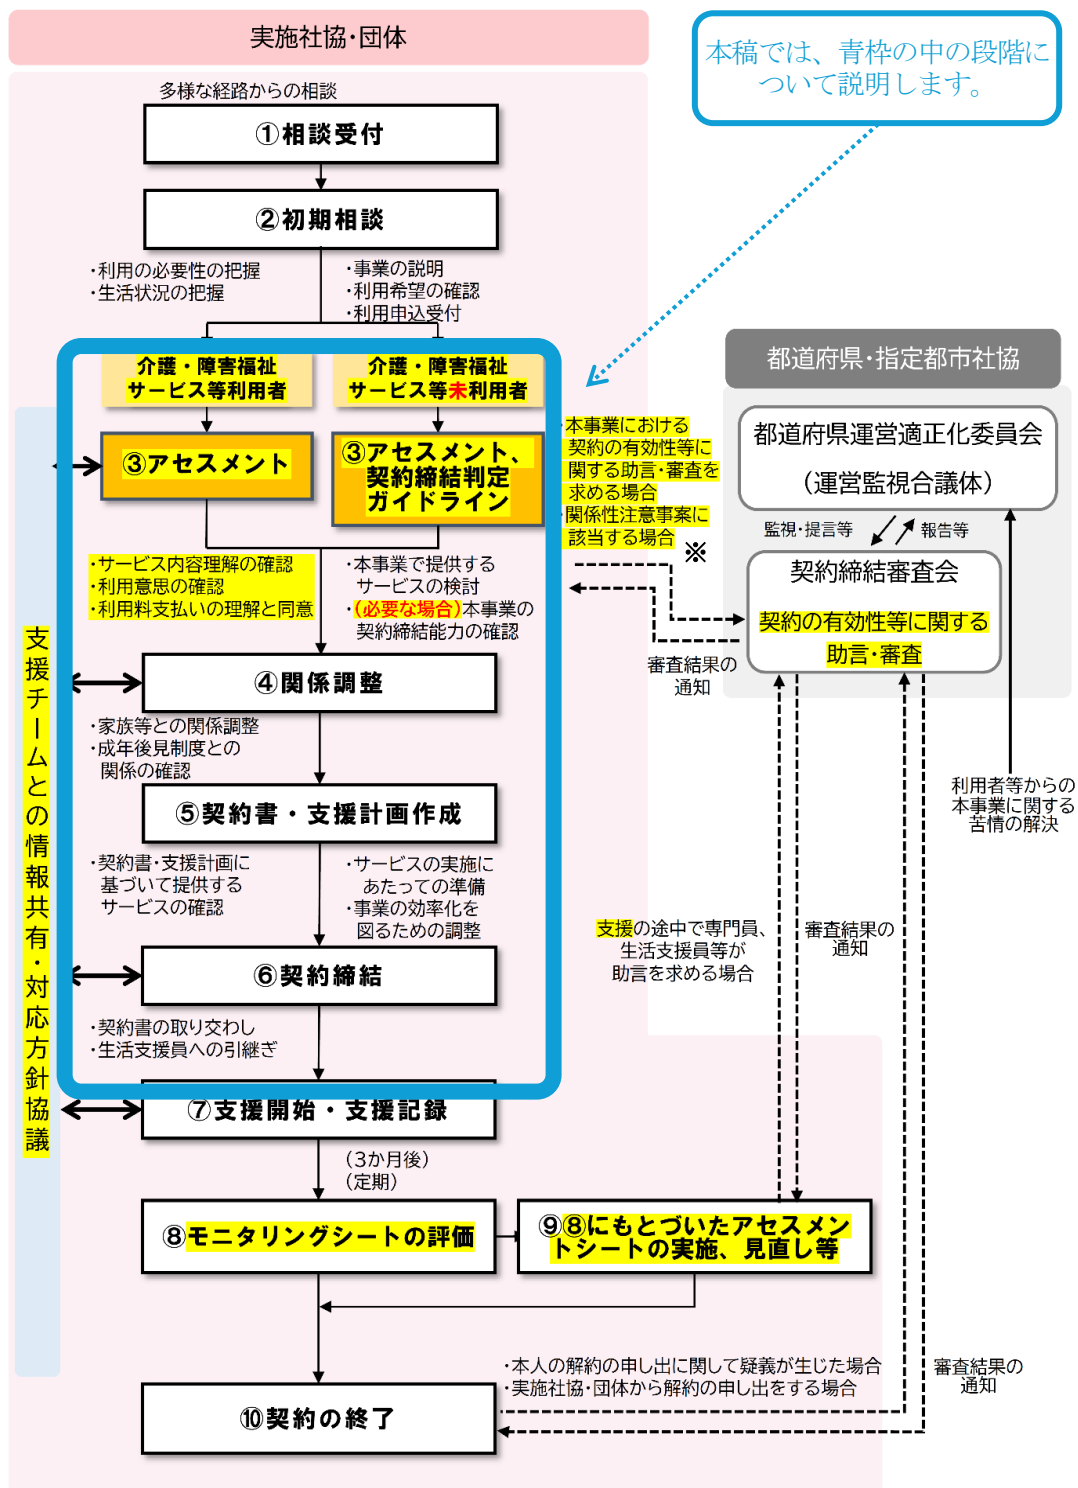 実施社協・団体
本稿では、青枠の中の段階に
ついて説明します。
多様な経路からの相談
①相談受付
②初期相談
・利用の必要性の把握
・生活状況の把握
・事業の説明
・利用希望の確認
・利用申込受付
介護・障害福祉
サービス等利用者
介護・障害福祉
サービス等未利用者
③アセスメント
③アセスメント、
契約締結判定
ガイドライン
・本事業における
契約の有効性等に
関する助言・審査を
求める場合
・関係性注意事案に
該当する場合
※
都道府県・指定都市社協
都道府県運営適正化委員会
（運営監視合議体）
監視・提言等
報告等
契約締結審査会
契約の有効性等に関する
助言・審査
・サービス内容理解の確認
・利用意思の確認
・利用料支払いの理解と同意
・本事業で提供する
サービスの検討
・（必要な場合）本事業の
契約締結能力の確認
審査結果の
通知
④関係調整
・家族等との関係調整
・成年後見制度との
関係の確認
利用者等からの
本事業に関する
苦情の解決
⑤契約書・支援計画作成
・契約書・支援計画に
基づいて提供する
サービスの確認
・サービスの実施に
あたっての準備
・事業の効率化を
図るための調整
支援の途中で専門員、
生活支援員等が
助言を求める場合
審査結果の
通知
⑥契約締結
・契約書の取り交わし
・生活支援員への引継ぎ
支援チームとの情報共有・対応方針協議
⑦支援開始・支援記録
（３か月後）
（定期）
⑧モニタリングシートの評価
⑨⑧にもとづいたアセスメン
トシートの実施、見直し等
・本人の解約の申し出に関して疑義が生じた場合
・実施社協・団体から解約の申し出をする場合
審査結果の
通知
⑩契約の終了